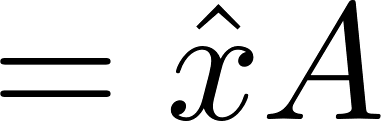 = x̂A